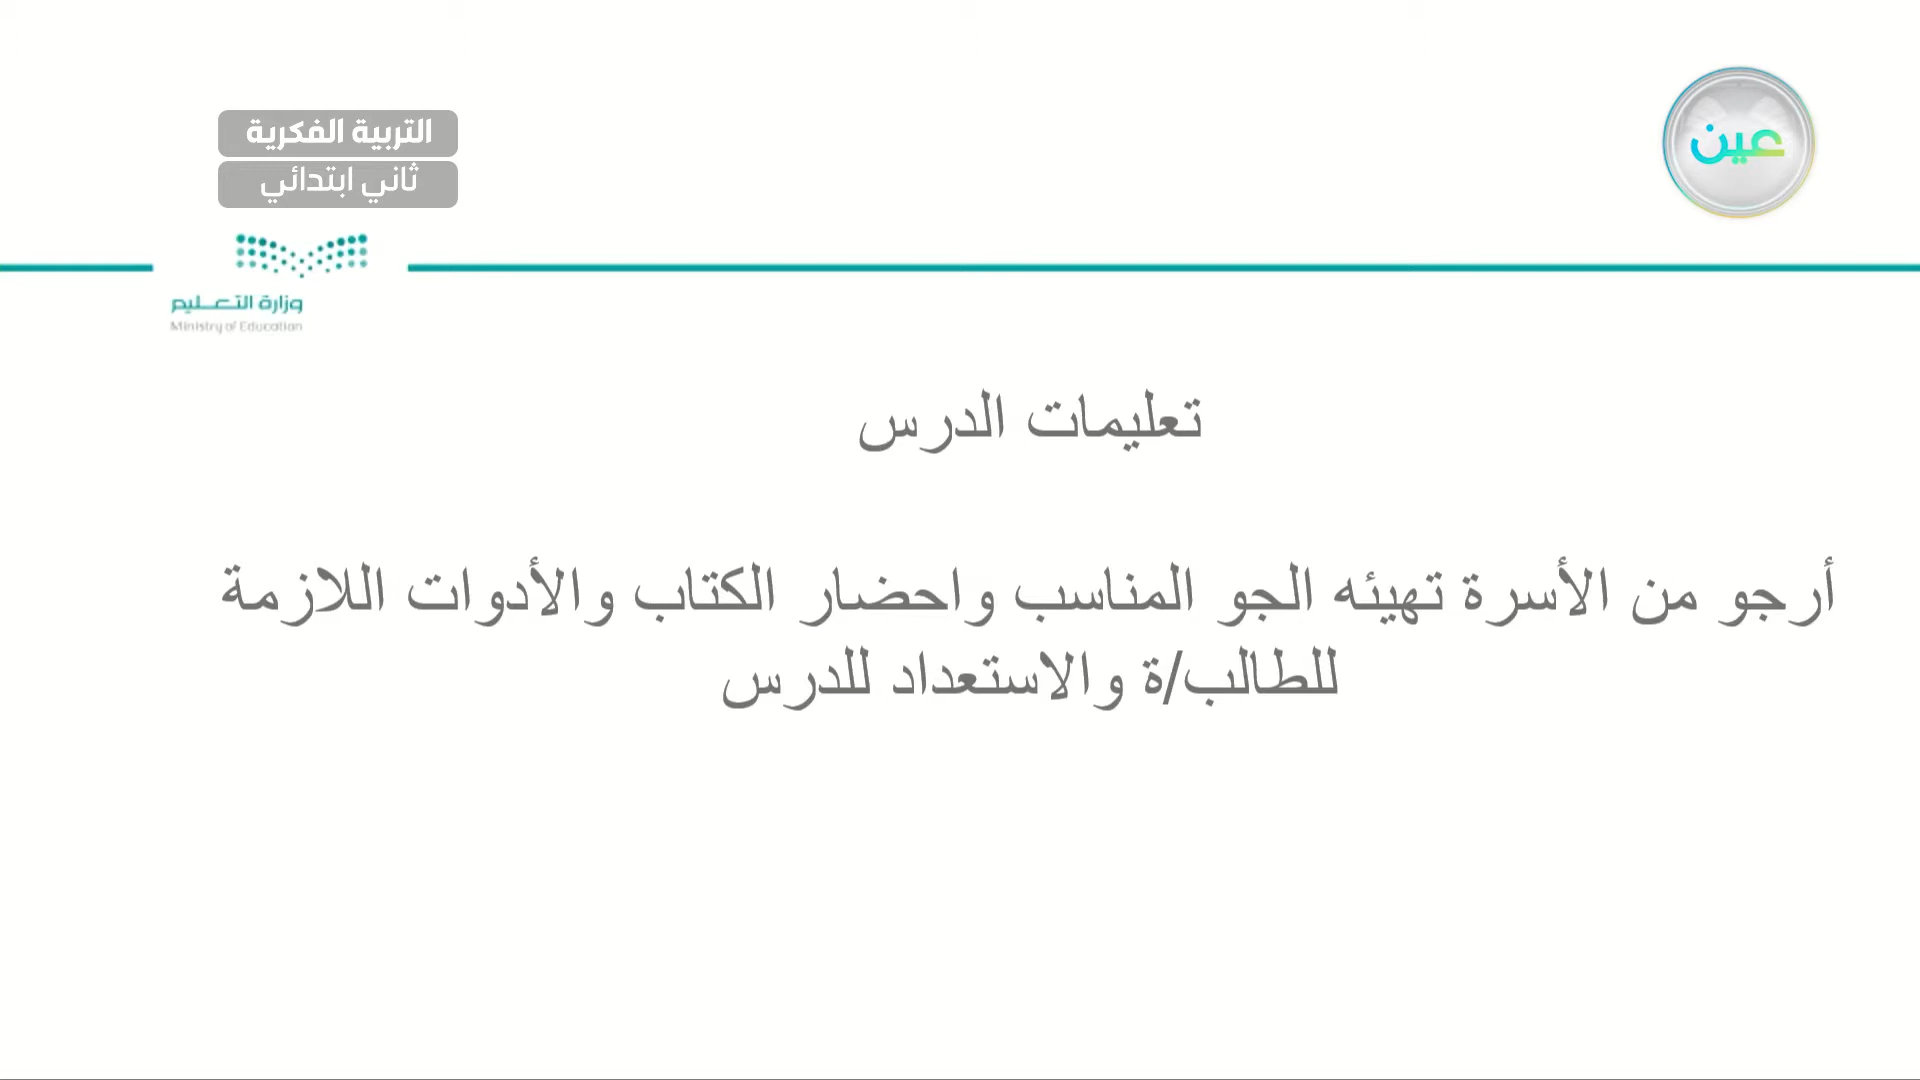 عين
التربية الفكرية
ثاني ابتدائي
وزارة التعليم
Ministry of Education
تعليمات الدرس
أرجو من الأسرة تهيئه الجو المناسب واحضار الكتاب والأدوات اللازمة
للطالب/ة والاستعداد للدرس